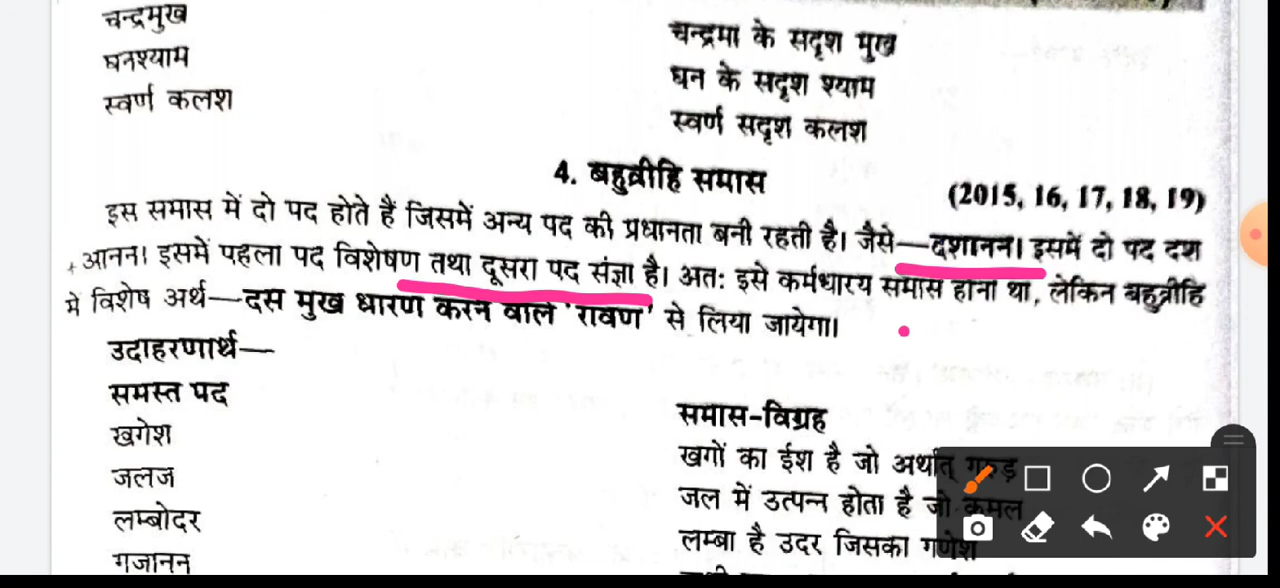 चन्द्रमुख चन्द्रमा के सदृश मुख
घनश्याम घन के सदृश श्याम
स्वर्ण कलश स्वर्ण सदृश कलश
4. बहुव्रीहि समास
(2015, 16, 17, 18, 19)
इस समास में दो पद होते हैं जिसमें अन्य पद की प्रधानता बनी रहती है। जैसे—दशानन। इसमें दो पद दश
+ आनन। इसमें पहला पद विशेषण तथा दूसरा पद संज्ञा है। अत: इसे कर्मधारय समास होना था, लेकिन बहुव्रीहि
में विशेष अर्थ—दस मुख धारण करने वाले 'रावण' से लिया जायेगा।
उदाहरणार्थ—
समस्त पद समास-विग्रह
खगेश खगों का ईश है जो अर्थात् गरुड़
जलज जल में उत्पन्न होता है जो कमल
लम्बोदर लम्बा है उदर जिसका गणेश
गजानन